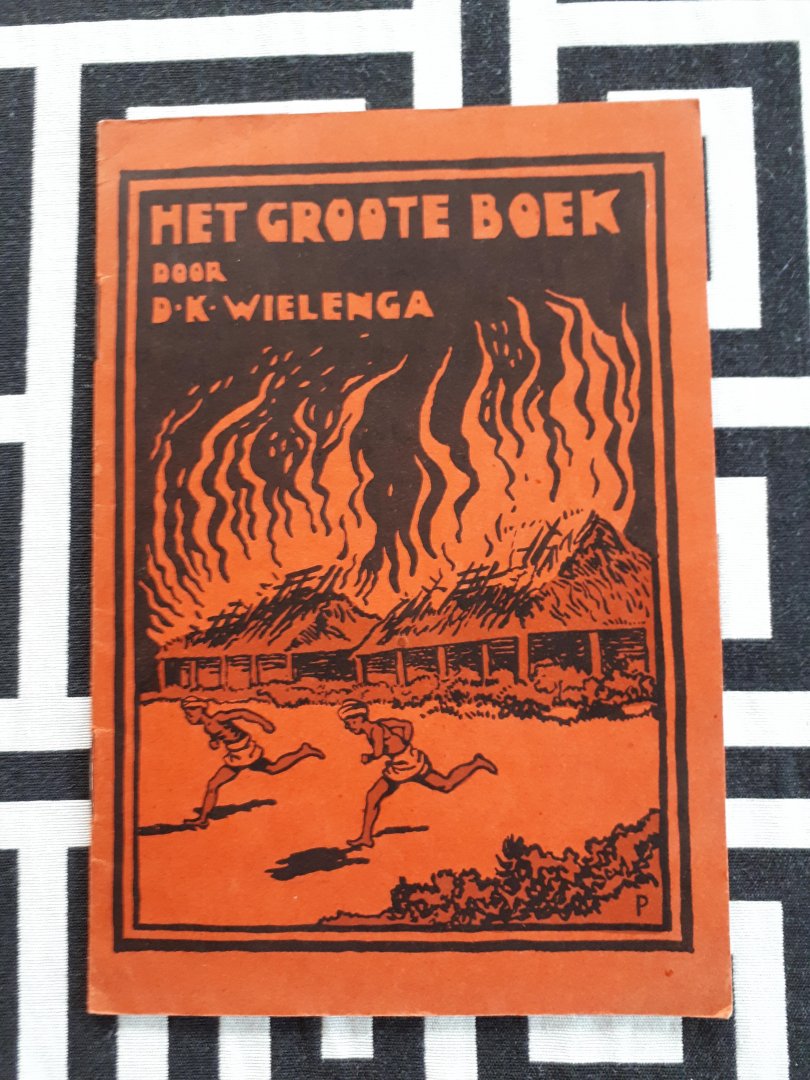 HET GROOTE BOEK
DOOR
D·K·WIELENGA
P